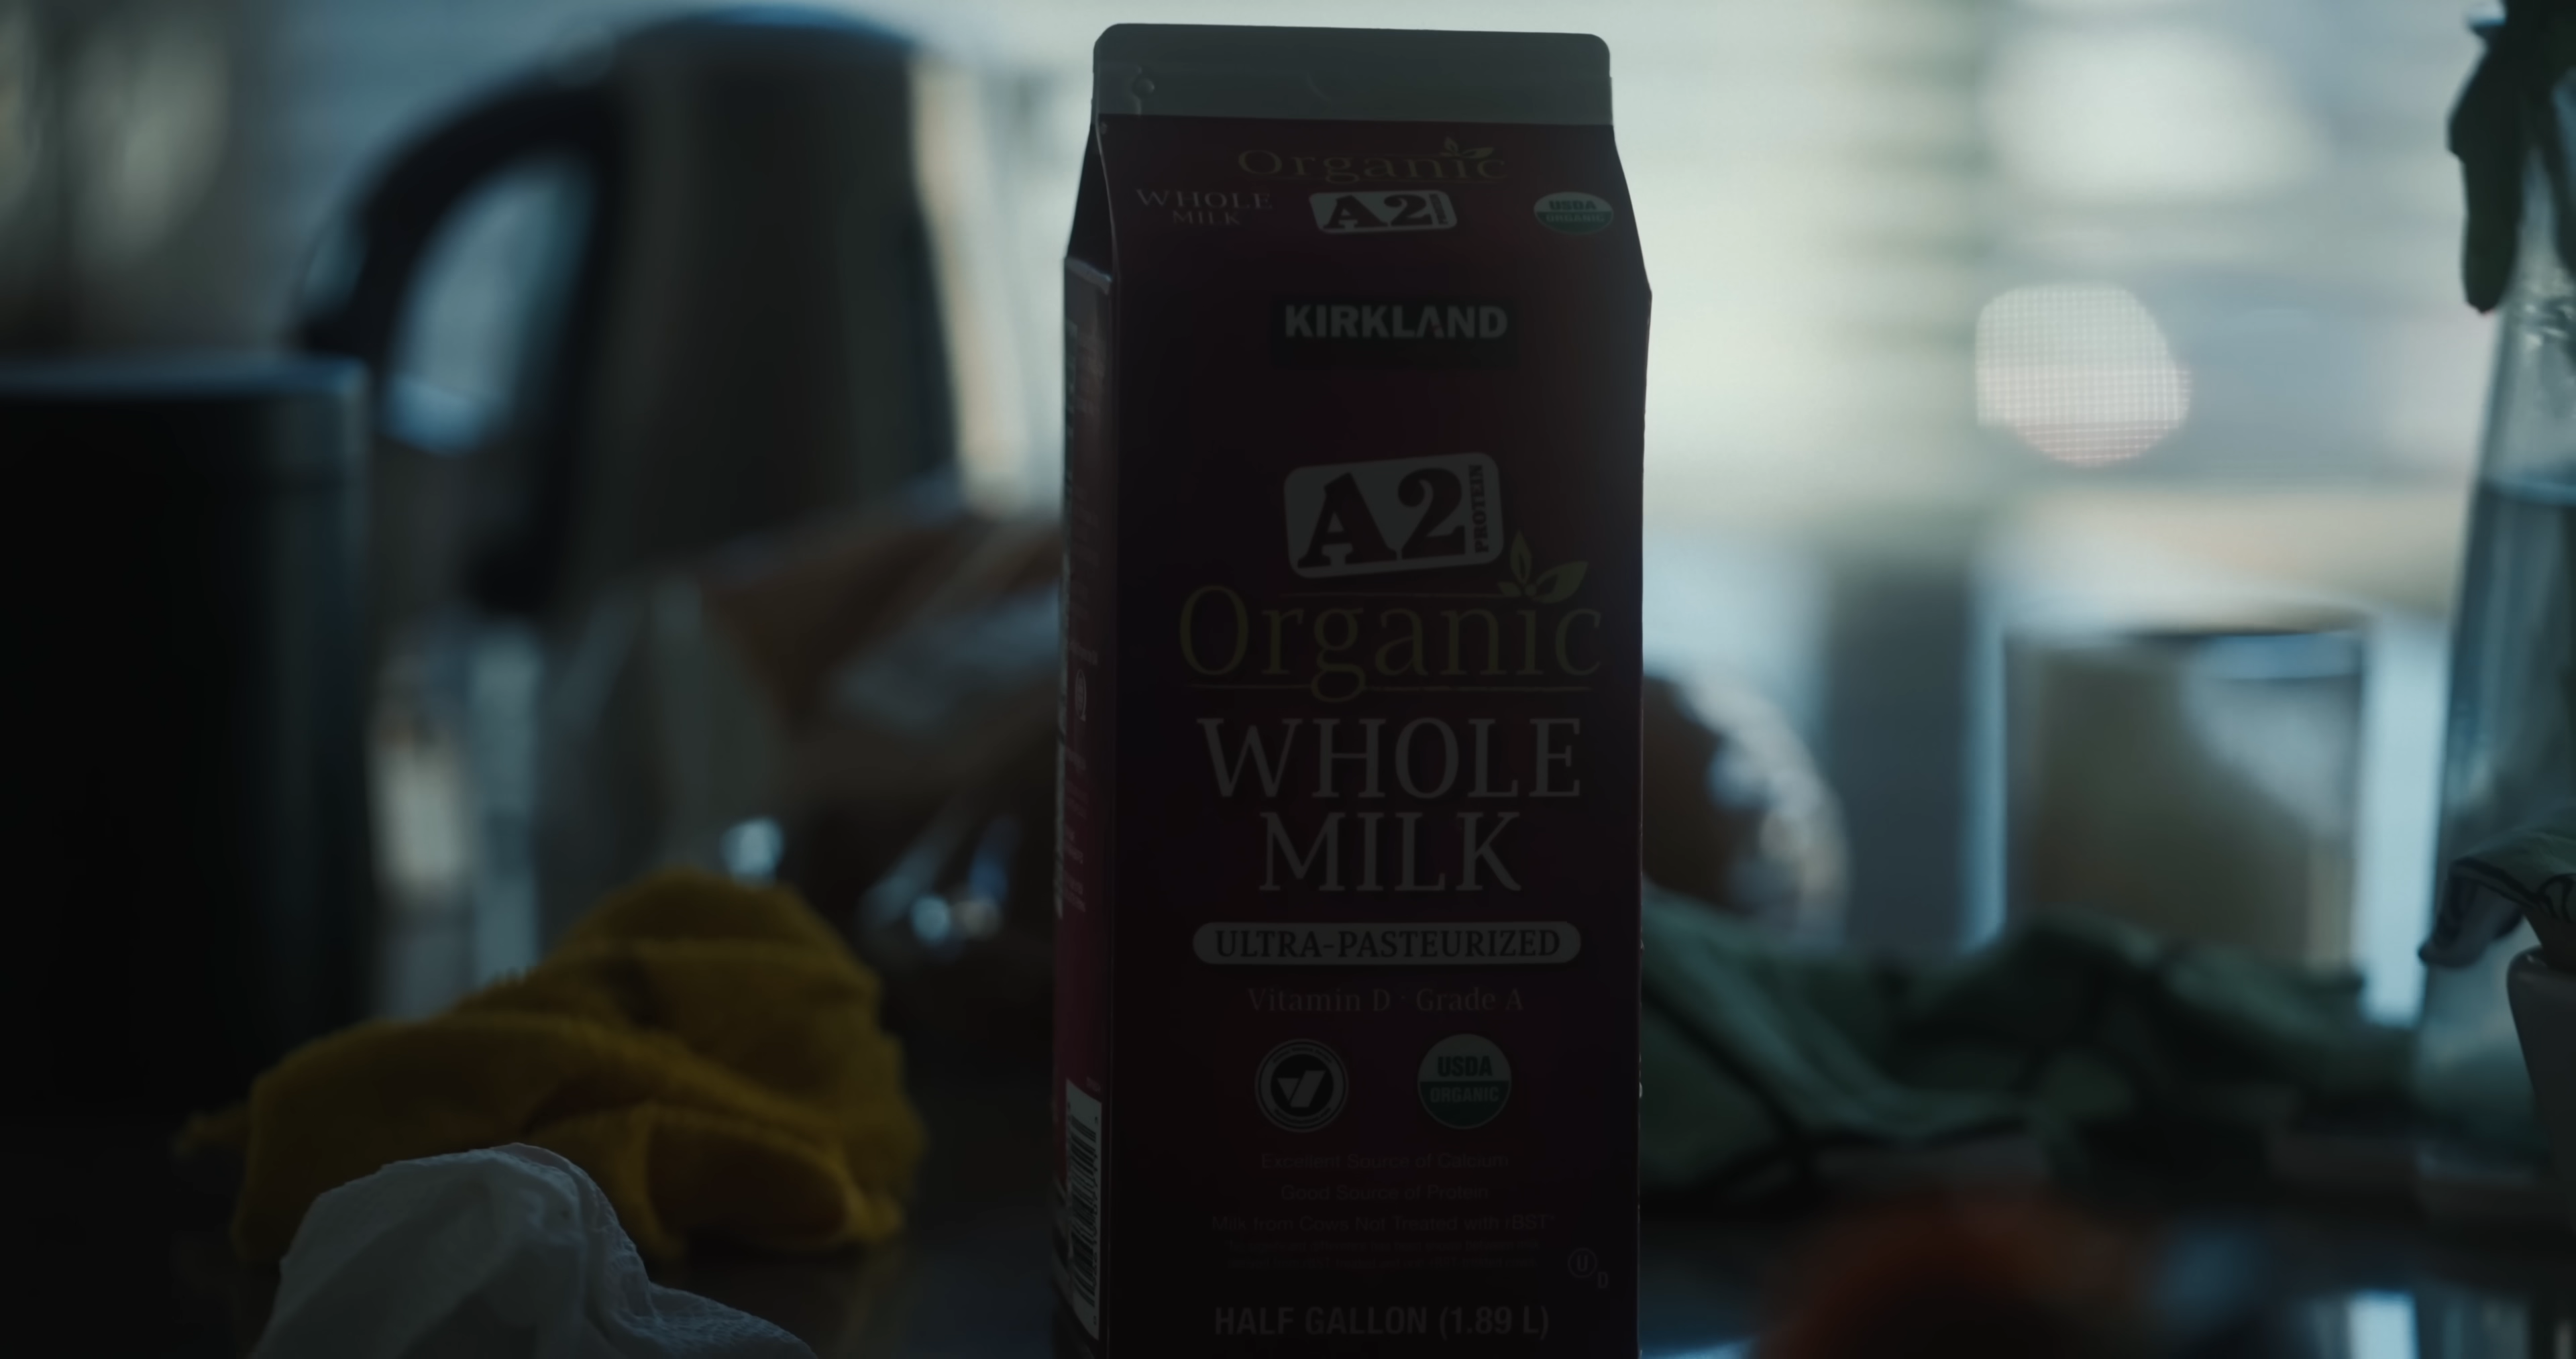 Organic
WHOLE
MILK
A2
USDA
ORGANIC
KIRKLAND
A2 PROTEIN
Organic
WHOLE
MILK
ULTRA-PASTEURIZED
Vitamin D · Grade A
USDA
ORGANIC
Excellent Source of Calcium
Good Source of Protein
Milk from Cows Not Treated with rBST*
U
D
HALF GALLON (1.89 L)